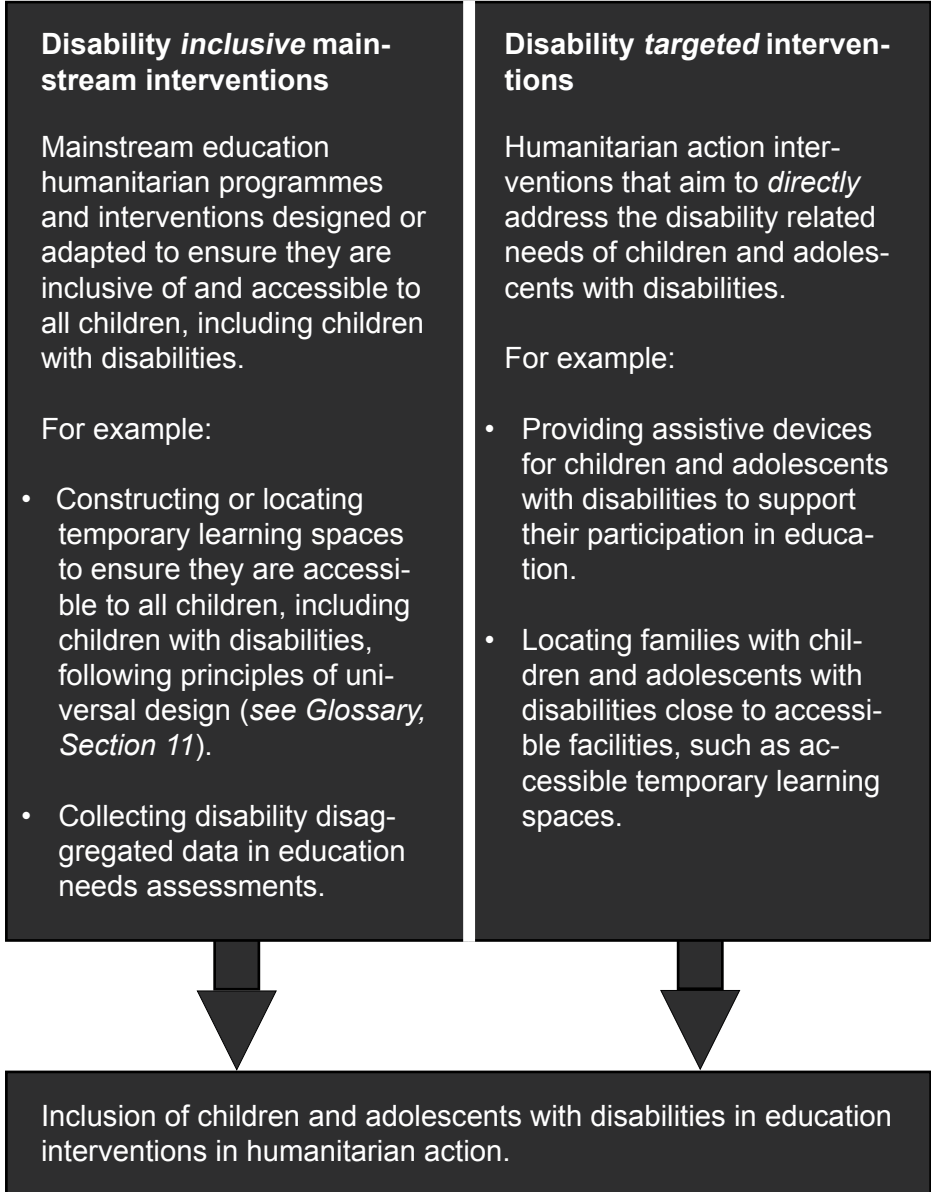 Disability inclusive main-
stream interventions
Mainstream education
humanitarian programmes
and interventions designed or
adapted to ensure they are
inclusive of and accessible to
all children, including children
with disabilities.
For example:
• Constructing or locating
temporary learning spaces
to ensure they are accessi-
ble to all children, including
children with disabilities,
following principles of uni-
versal design (see Glossary,
Section 11).
• Collecting disability disag-
gregated data in education
needs assessments.
Disability targeted interven-
tions
Humanitarian action inter-
ventions that aim to directly
address the disability related
needs of children and adoles-
cents with disabilities.
For example:
• Providing assistive devices
for children and adolescents
with disabilities to support
their participation in educa-
tion.
• Locating families with chil-
dren and adolescents with
disabilities close to accessi-
ble facilities, such as ac-
cessible temporary learning
spaces.
Inclusion of children and adolescents with disabilities in education
interventions in humanitarian action.